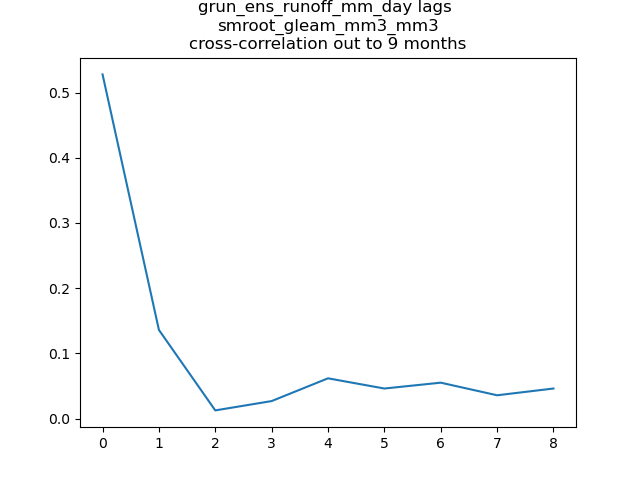 grun_ens_runoff_mm_day lags
smroot_gleam_mm3_mm3
cross-correlation out to 9 months
0.5
0.4
0.3
0.2
0.1
0.0
0 1 2 3 4 5 6 7 8